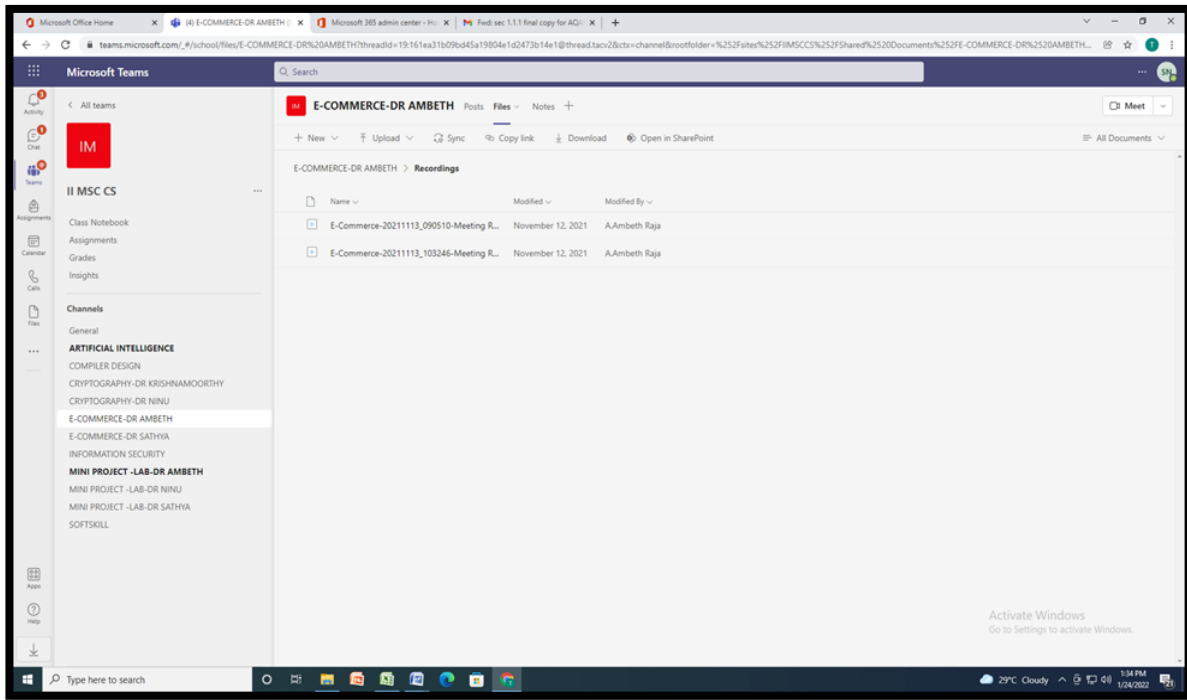 Microsoft Office Home
(4) E-COMMERCE-DR AMBETH (
Microsoft 365 admin center - Ho
Fwd: sec 1.1.1 final copy for AQA
teams.microsoft.com/_#/school/files/E-COMMERCE-DR%20AMBETH?threadId=19:161ea31b09bd45a19804e1d2473b14e1@thread.tacv2&ctx=channel&rootfolder=%252Fsites%252FIIMSCCS%252FShared%2520Documents%252FE-COMMERCE-DR%2520AMBETH...
T
Microsoft Teams
Search
SN
Activity
3
Chat
Teams
Assignments
Calendar
Calls
Files
Apps
Help
All teams
IM
II MSC CS
Class Notebook
Assignments
Grades
Insights
Channels
General
ARTIFICIAL INTELLIGENCE
COMPILER DESIGN
CRYPTOGRAPHY-DR KRISHNAMOORTHY
CRYPTOGRAPHY-DR NINU
E-COMMERCE-DR AMBETH
E-COMMERCE-DR SATHYA
INFORMATION SECURITY
MINI PROJECT -LAB-DR AMBETH
MINI PROJECT -LAB-DR NINU
MINI PROJECT -LAB-DR SATHYA
SOFTSKILL
IM E-COMMERCE-DR AMBETH Posts Files Notes
Meet
New Upload Sync Copy link Download Open in SharePoint All Documents
E-COMMERCE-DR AMBETH > Recordings
Name Modified Modified By
E-Commerce-20211113_090510-Meeting R... November 12, 2021 A.Ambeth Raja
E-Commerce-20211113_103246-Meeting R... November 12, 2021 A.Ambeth Raja
Activate Windows
Go to Settings to activate Windows.
Type here to search
29°C Cloudy
1:34 PM
1/24/2022
21